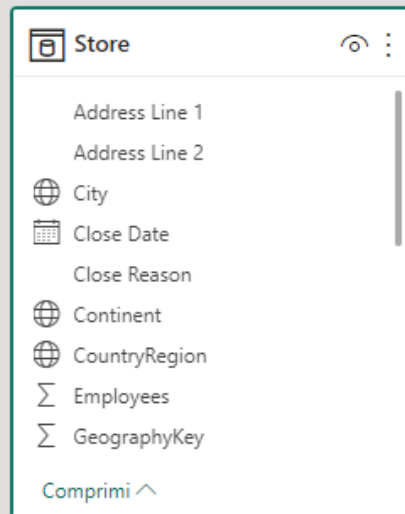 Store
Address Line 1
Address Line 2
City
Close Date
Close Reason
Continent
CountryRegion
Employees
GeographyKey
Comprimi